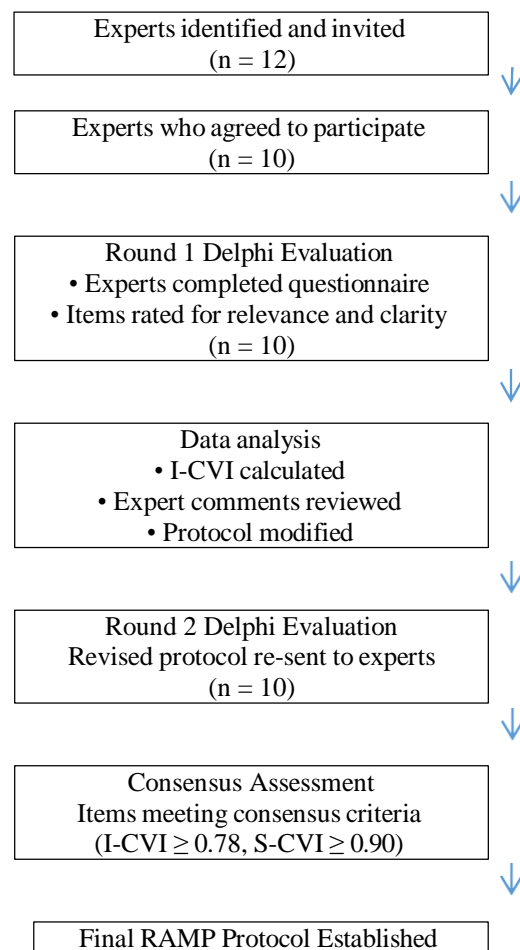 Experts identified and invited
(n = 12)
Experts who agreed to participate
(n = 10)
Round 1 Delphi Evaluation
• Experts completed questionnaire
• Items rated for relevance and clarity
(n = 10)
Data analysis
• I-CVI calculated
• Expert comments reviewed
• Protocol modified
Round 2 Delphi Evaluation
Revised protocol re-sent to experts
(n = 10)
Consensus Assessment
Items meeting consensus criteria
(I-CVI ≥ 0.78, S-CVI ≥ 0.90)
Final RAMP Protocol Established